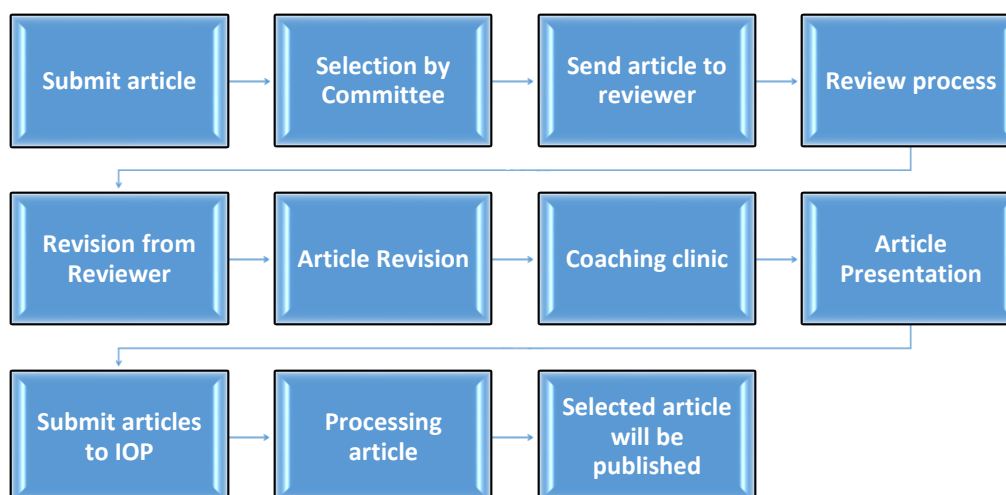 Submit article
Selection by
Committee
Send article to
reviewer
Review process
Revision from
Reviewer
Article Revision
Coaching clinic
Article
Presentation
Submit articles
to IOP
Processing
article
Selected article
will be
published